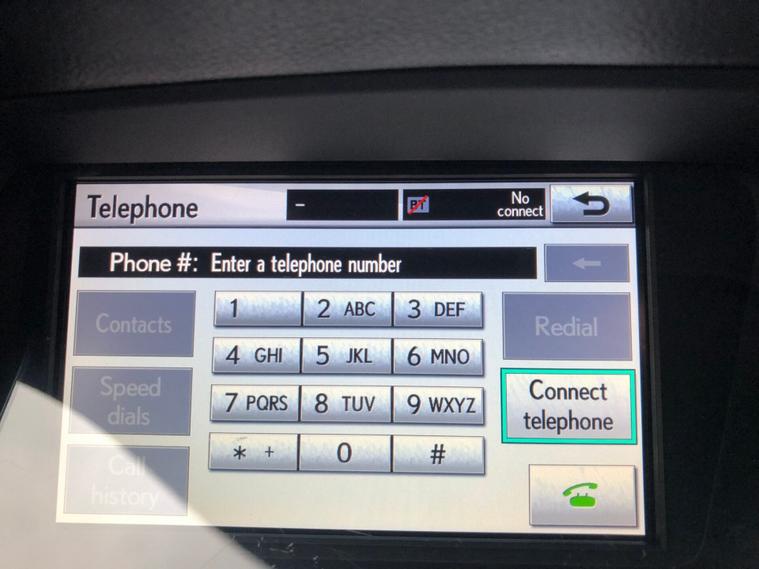 Telephone
–
BT
No
connect
Phone #: Enter a telephone number
Contacts
1
2 ABC
3 DEF
Redial
4 GHI
5 JKL
6 MNO
Speed
dials
7 PQRS
8 TUV
9 WXYZ
Connect
telephone
Call
history
* +
0
#